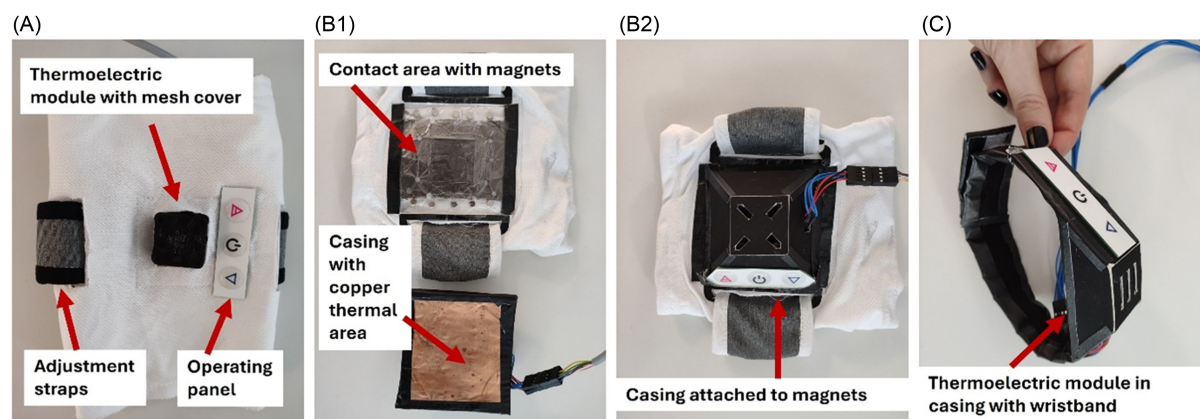 (A)
(B1)
(B2)
(C)
Thermoelectric
module with mesh cover
Adjustment
straps
Operating
panel
Contact area with magnets
Casing
with
copper
thermal
area
Casing attached to magnets
Thermoelectric module in
casing with wristband